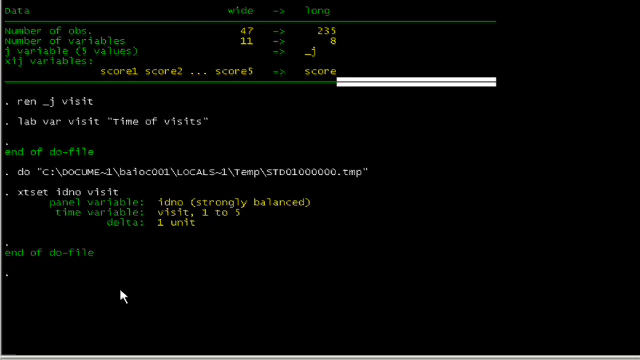 Data wide -> long
Number of obs. 47 -> 235
Number of variables 11 -> 8
j variable (5 values) -> _j
xij variables:
score1 score2 ... score5 -> score
. ren _j visit
. lab var visit "Time of visits"
.
end of do-file
. do "C:\DOCUME~1\baioc001\LOCALS~1\Temp\STD01000000.tmp"
. xtset idno visit
panel variable: idno (strongly balanced)
time variable: visit, 1 to 5
delta: 1 unit
.
end of do-file
.